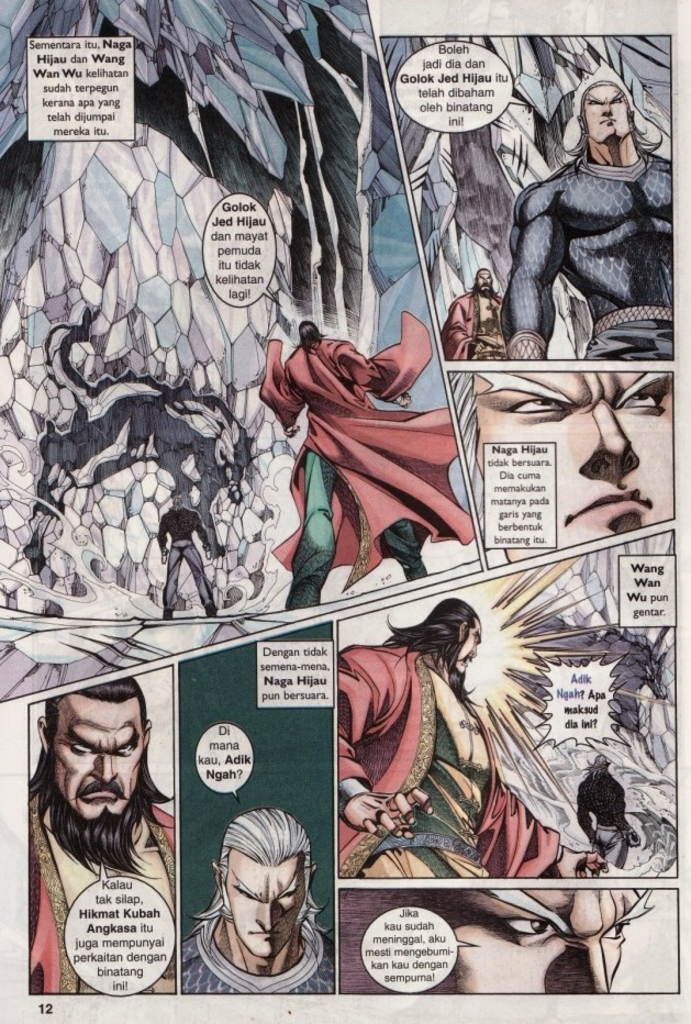 Sementara itu, Naga
Hijau dan Wang
Wan Wu kelihatan
sudah terpegun
kerana apa yang
telah dijumpai
mereka itu.
Golok
Jed Hijau
dan mayat
pemuda
itu tidak
kelihatan
lagi!
Boleh
jadi dia dan
Golok Jed Hijau itu
telah dibaham
oleh binatang
ini!
Naga Hijau
tidak bersuara.
Dia cuma
memakukan
matanya pada
garis yang
berbentuk
binatang itu.
Kalau
tak silap,
Hikmat Kubah
Angkasa itu
juga mempunyai
perkaitan dengan
binatang
ini!
Dengan tidak
semena-mena,
Naga Hijau
pun bersuara.
Di
mana
kau, Adik
Ngah?
Wang
Wan
Wu pun
gentar.
Adik
Ngah? Apa
maksud
dia ini?
Jika
kau sudah
meninggal, aku
mesti mengebumi-
kan kau dengan
sempurna!
12